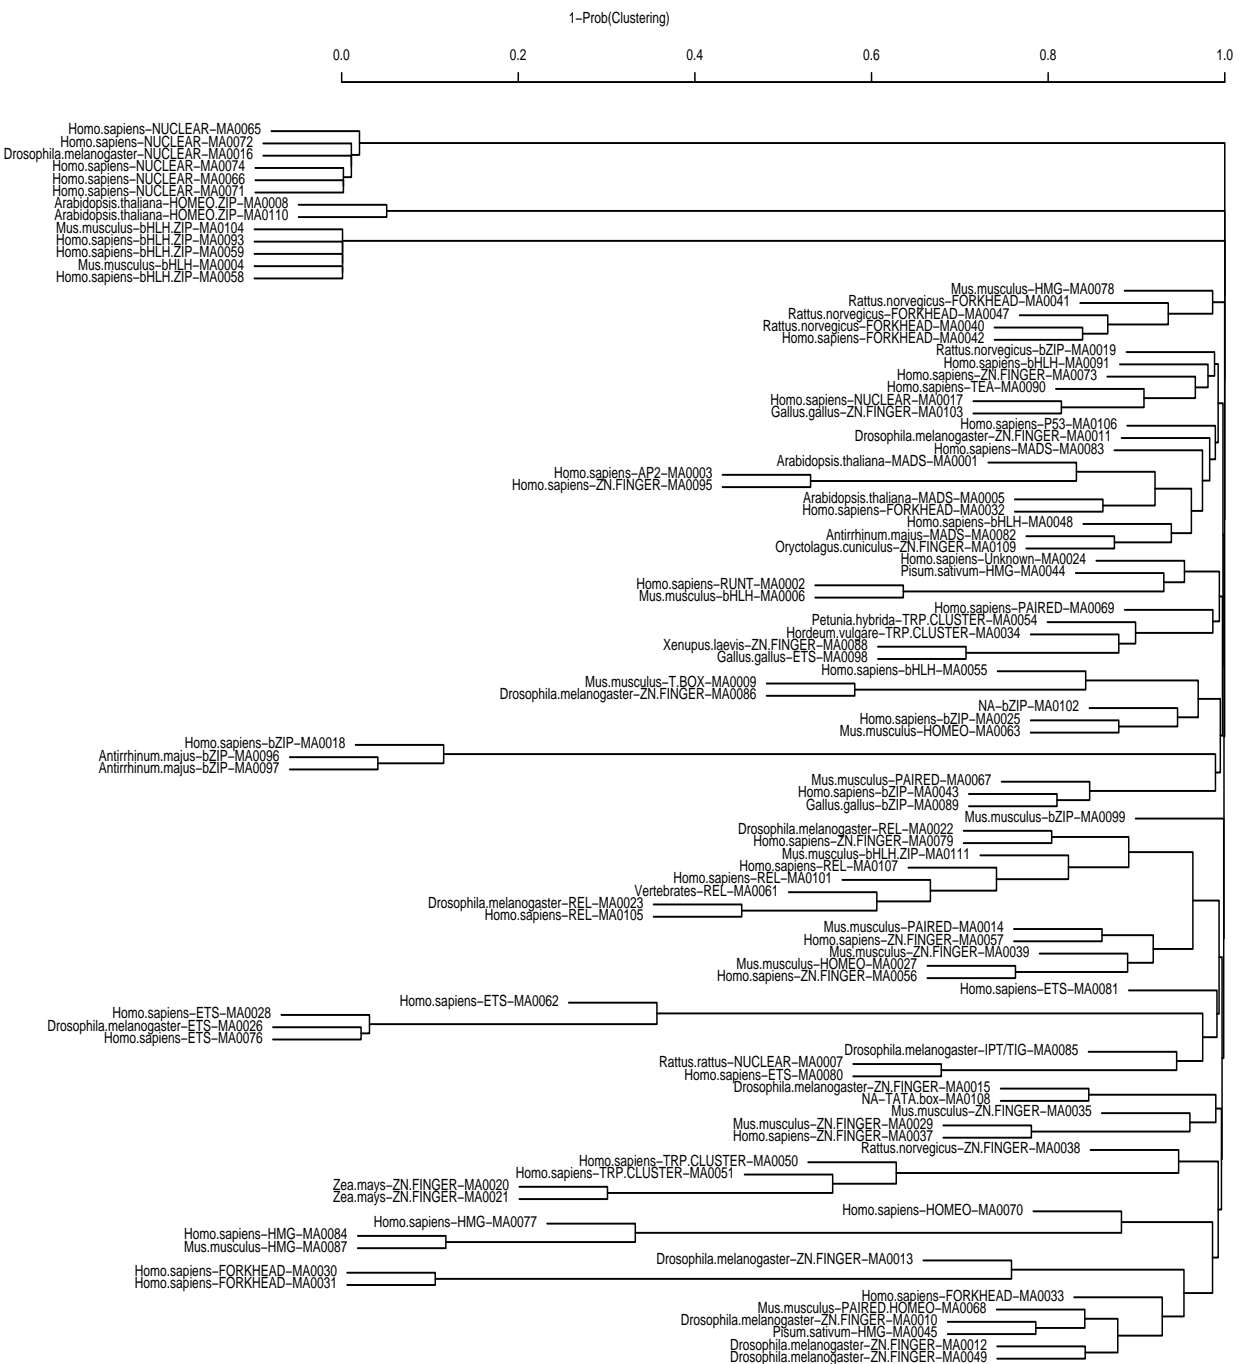 1−Prob(Clustering)
0.0 0.2 0.4 0.6 0.8 1.0
Homo.sapiens−NUCLEAR−MA0065
Homo.sapiens−NUCLEAR−MA0072
Drosophila.melanogaster−NUCLEAR−MA0016
Homo.sapiens−NUCLEAR−MA0074
Homo.sapiens−NUCLEAR−MA0066
Homo.sapiens−NUCLEAR−MA0071
Arabidopsis.thaliana−HOMEO.ZIP−MA0008
Arabidopsis.thaliana−HOMEO.ZIP−MA0110
Mus.musculus−bHLH.ZIP−MA0104
Homo.sapiens−bHLH.ZIP−MA0093
Homo.sapiens−bHLH.ZIP−MA0059
Mus.musculus−bHLH−MA0004
Homo.sapiens−bHLH.ZIP−MA0058
Mus.musculus−HMG−MA0078
Rattus.norvegicus−FORKHEAD−MA0041
Rattus.norvegicus−FORKHEAD−MA0047
Rattus.norvegicus−FORKHEAD−MA0040
Homo.sapiens−FORKHEAD−MA0042
Rattus.norvegicus−bZIP−MA0019
Homo.sapiens−bHLH−MA0091
Homo.sapiens−ZN.FINGER−MA0073
Homo.sapiens−TEA−MA0090
Homo.sapiens−NUCLEAR−MA0017
Gallus.gallus−ZN.FINGER−MA0103
Homo.sapiens−P53−MA0106
Drosophila.melanogaster−ZN.FINGER−MA0011
Homo.sapiens−MADS−MA0083
Arabidopsis.thaliana−MADS−MA0001
Homo.sapiens−AP2−MA0003
Homo.sapiens−ZN.FINGER−MA0095
Arabidopsis.thaliana−MADS−MA0005
Homo.sapiens−FORKHEAD−MA0032
Homo.sapiens−bHLH−MA0048
Antirrhinum.majus−MADS−MA0082
Oryctolagus.cuniculus−ZN.FINGER−MA0109
Homo.sapiens−Unknown−MA0024
Pisum.sativum−HMG−MA0044
Homo.sapiens−RUNT−MA0002
Mus.musculus−bHLH−MA0006
Homo.sapiens−PAIRED−MA0069
Petunia.hybrida−TRP.CLUSTER−MA0054
Hordeum.vulgare−TRP.CLUSTER−MA0034
Xenupus.laevis−ZN.FINGER−MA0088
Gallus.gallus−ETS−MA0098
Homo.sapiens−bHLH−MA0055
Mus.musculus−T.BOX−MA0009
Drosophila.melanogaster−ZN.FINGER−MA0086
NA−bZIP−MA0102
Homo.sapiens−bZIP−MA0025
Mus.musculus−HOMEO−MA0063
Homo.sapiens−bZIP−MA0018
Antirrhinum.majus−bZIP−MA0096
Antirrhinum.majus−bZIP−MA0097
Mus.musculus−PAIRED−MA0067
Homo.sapiens−bZIP−MA0043
Gallus.gallus−bZIP−MA0089
Mus.musculus−bZIP−MA0099
Drosophila.melanogaster−REL−MA0022
Homo.sapiens−ZN.FINGER−MA0079
Mus.musculus−bHLH.ZIP−MA0111
Homo.sapiens−REL−MA0107
Homo.sapiens−REL−MA0101
Vertebrates−REL−MA0061
Drosophila.melanogaster−REL−MA0023
Homo.sapiens−REL−MA0105
Mus.musculus−PAIRED−MA0014
Homo.sapiens−ZN.FINGER−MA0057
Mus.musculus−ZN.FINGER−MA0039
Mus.musculus−HOMEO−MA0027
Homo.sapiens−ZN.FINGER−MA0056
Homo.sapiens−ETS−MA0081
Homo.sapiens−ETS−MA0062
Homo.sapiens−ETS−MA0028
Drosophila.melanogaster−ETS−MA0026
Homo.sapiens−ETS−MA0076
Drosophila.melanogaster−IPT/TIG−MA0085
Rattus.rattus−NUCLEAR−MA0007
Homo.sapiens−ETS−MA0080
Drosophila.melanogaster−ZN.FINGER−MA0015
NA−TATA.box−MA0108
Mus.musculus−ZN.FINGER−MA0035
Mus.musculus−ZN.FINGER−MA0029
Homo.sapiens−ZN.FINGER−MA0037
Rattus.norvegicus−ZN.FINGER−MA0038
Homo.sapiens−TRP.CLUSTER−MA0050
Homo.sapiens−TRP.CLUSTER−MA0051
Zea.mays−ZN.FINGER−MA0020
Zea.mays−ZN.FINGER−MA0021
Homo.sapiens−HOMEO−MA0070
Homo.sapiens−HMG−MA0077
Homo.sapiens−HMG−MA0084
Mus.musculus−HMG−MA0087
Drosophila.melanogaster−ZN.FINGER−MA0013
Homo.sapiens−FORKHEAD−MA0030
Homo.sapiens−FORKHEAD−MA0031
Homo.sapiens−FORKHEAD−MA0033
Mus.musculus−PAIRED.HOMEO−MA0068
Drosophila.melanogaster−ZN.FINGER−MA0010
Pisum.sativum−HMG−MA0045
Drosophila.melanogaster−ZN.FINGER−MA0012
Drosophila.melanogaster−ZN.FINGER−MA0049